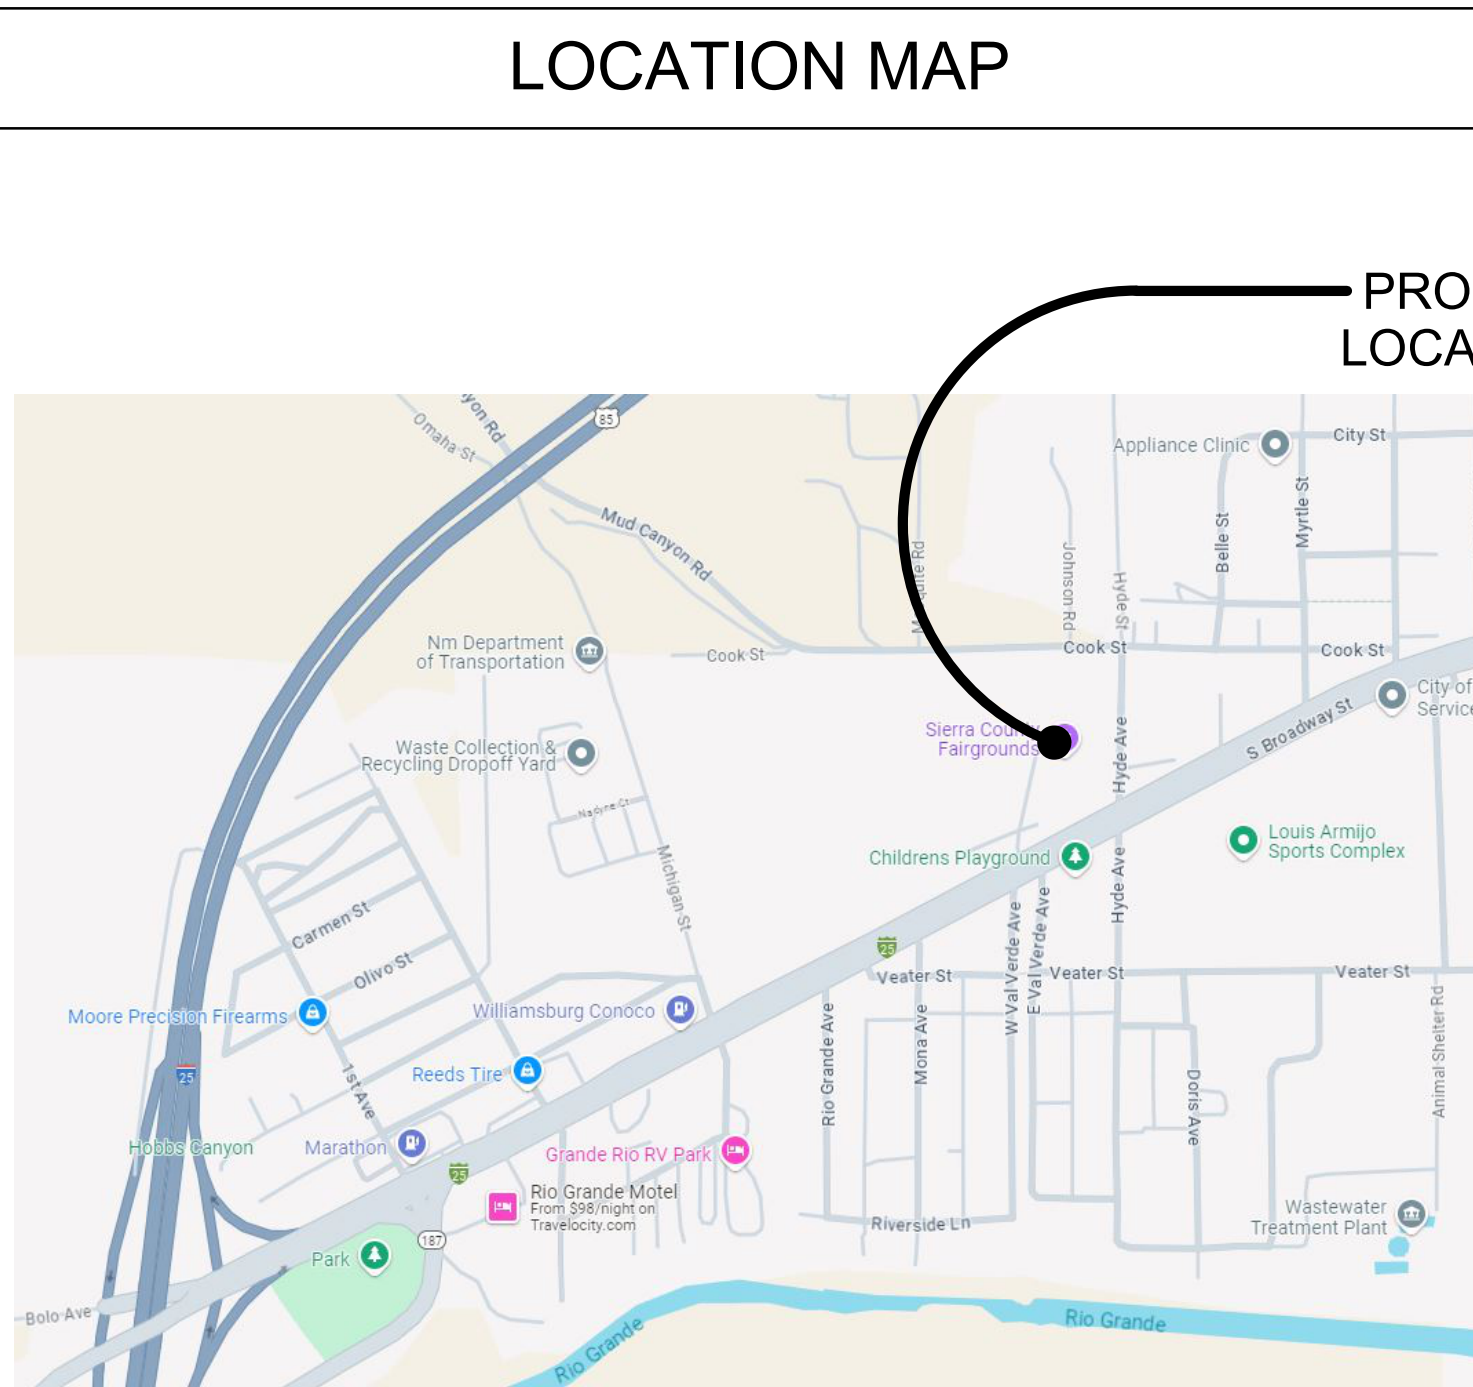 LOCATION MAP
PRO
LOCA
yon Rd
Omaha St
85
Appliance Clinic
City St
Mud Canyon Rd
Belle St
Myrtle St
Johnson Rd
Hyde St
Nm Department
of Transportation
Cook St
Cook St
Cook St
City of
Service
Sierra County
Fairgrounds
Hyde Ave
S Broadway St
Waste Collection &
Recycling Dropoff Yard
Nadyne Ct
Michigan St
Childrens Playground
Louis Armijo
Sports Complex
Hyde Ave
Carmen St
Olivo St
25
W Val Verde Ave
E Val Verde Ave
Veater St
Veater St
Veater St
Moore Precision Firearms
Williamsburg Conoco
Rio Grande Ave
Mona Ave
Animal Shelter Rd
25
1st Ave
Reeds Tire
Doris Ave
Hobbs Canyon
Marathon
Grande Rio RV Park
25
Rio Grande Motel
From $98/night on
Travelocity.com
Riverside Ln
Wastewater
Treatment Plant
187
Park
Bolo Ave
Rio Grande
Rio Grande